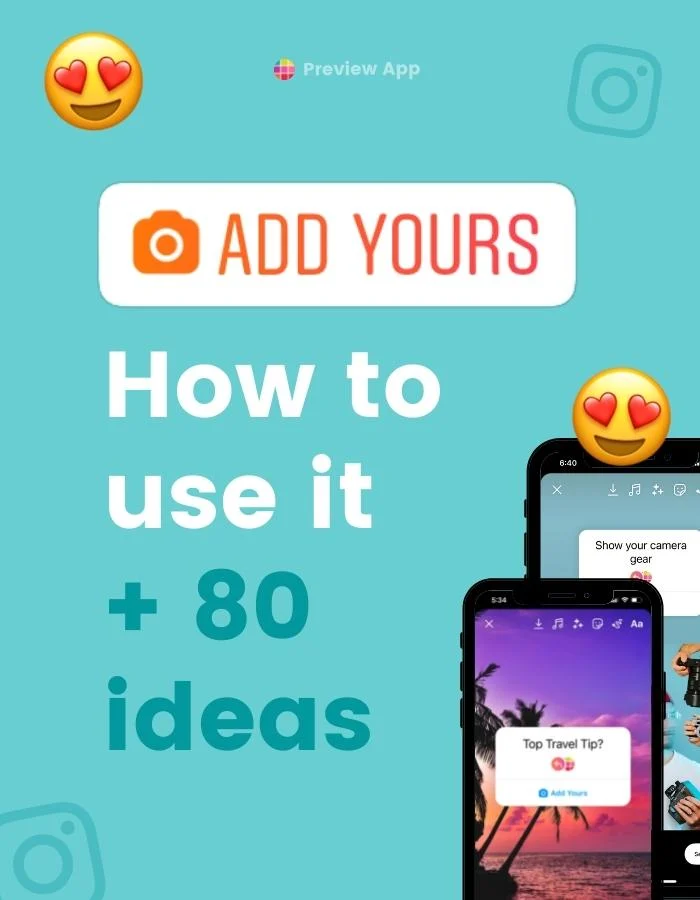 Preview App
ADD YOURS
How to
use it
+ 80
ideas
6:40
Show your camera
gear
5:34
Aa
Top Travel Tip?
Add Yours